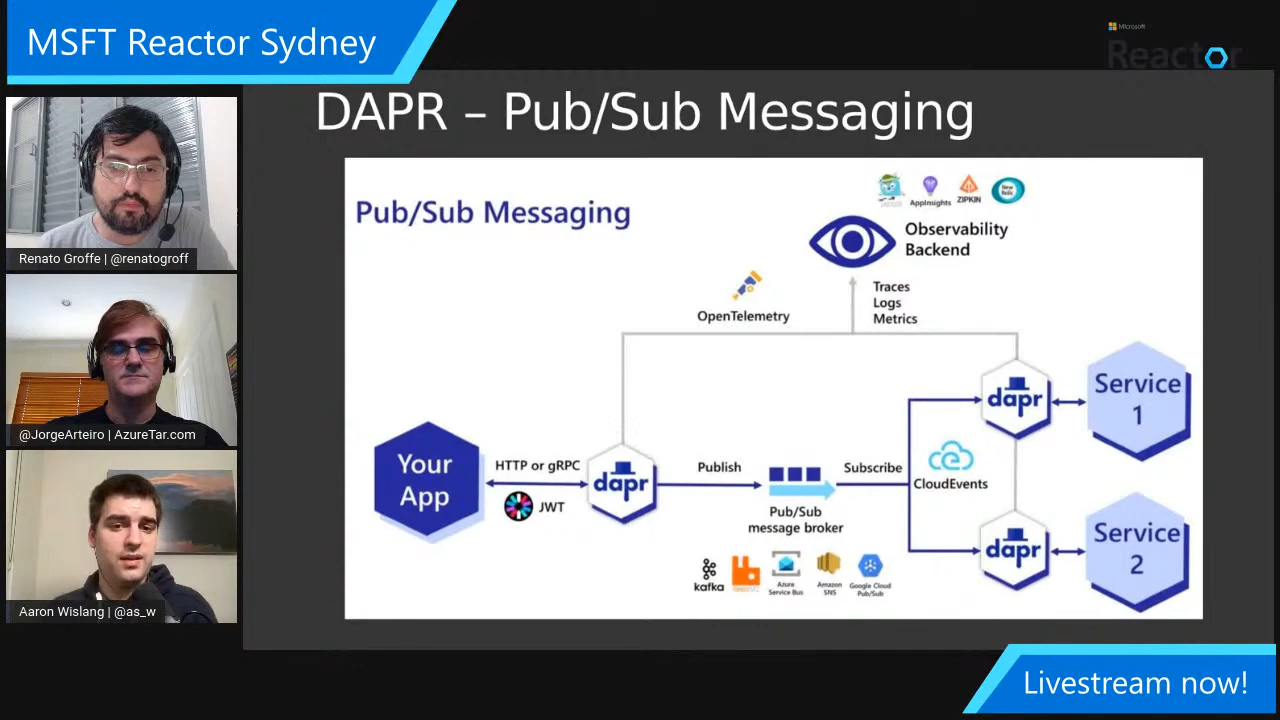 MSFT Reactor Sydney
Microsoft
Reactor
DAPR – Pub/Sub Messaging
Pub/Sub Messaging
AppInsights
ZIPKIN
New Relic
Observability
Backend
OpenTelemetry
Traces
Logs
Metrics
Your
App
HTTP or gRPC
JWT
dapr
Publish
Pub/Sub
message broker
Subscribe
CloudEvents
dapr
Service
1
dapr
Service
2
kafka
Azure
Service Bus
Amazon
SNS
Google Cloud
Pub/Sub
Renato Groffe | @renatogroff
@JorgeArteiro | AzureTar.com
Aaron Wislang | @as_w
Livestream now!